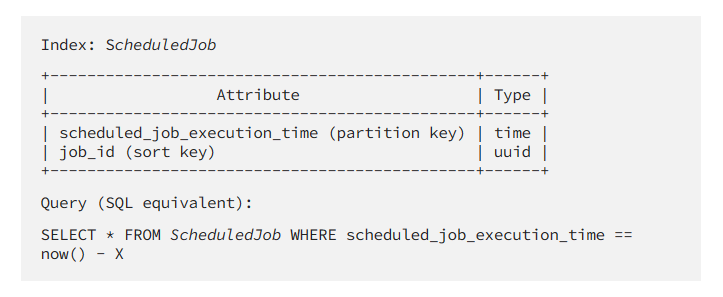 Index: ScheduledJob
+----------------------------------------------+------+
| Attribute | Type |
+----------------------------------------------+------+
| scheduled_job_execution_time (partition key) | time |
| job_id (sort key) | uuid |
+----------------------------------------------+------+
Query (SQL equivalent):
SELECT * FROM ScheduledJob WHERE scheduled_job_execution_time ==
now() - X